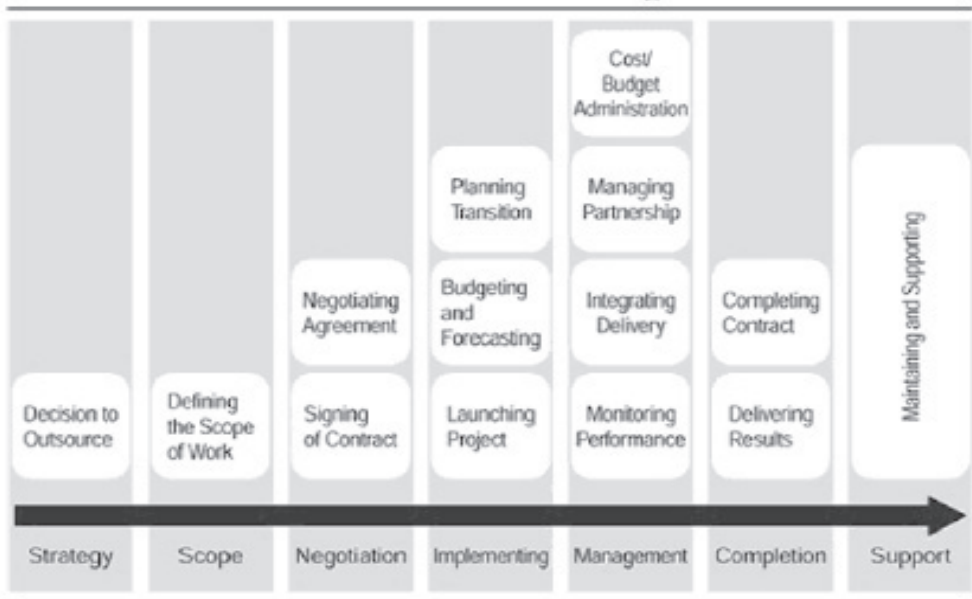 Cost/
Budget
Administration
Planning
Transition
Managing
Partnership
Negotiating
Agreement
Budgeting
and
Forecasting
Integrating
Delivery
Completing
Contract
Maintaining and Supporting
Decision to
Outsource
Defining
the Scope
of Work
Signing
of Contract
Launching
Project
Monitoring
Performance
Delivering
Results
Strategy
Scope
Negotiation
Implementing
Management
Completion
Support